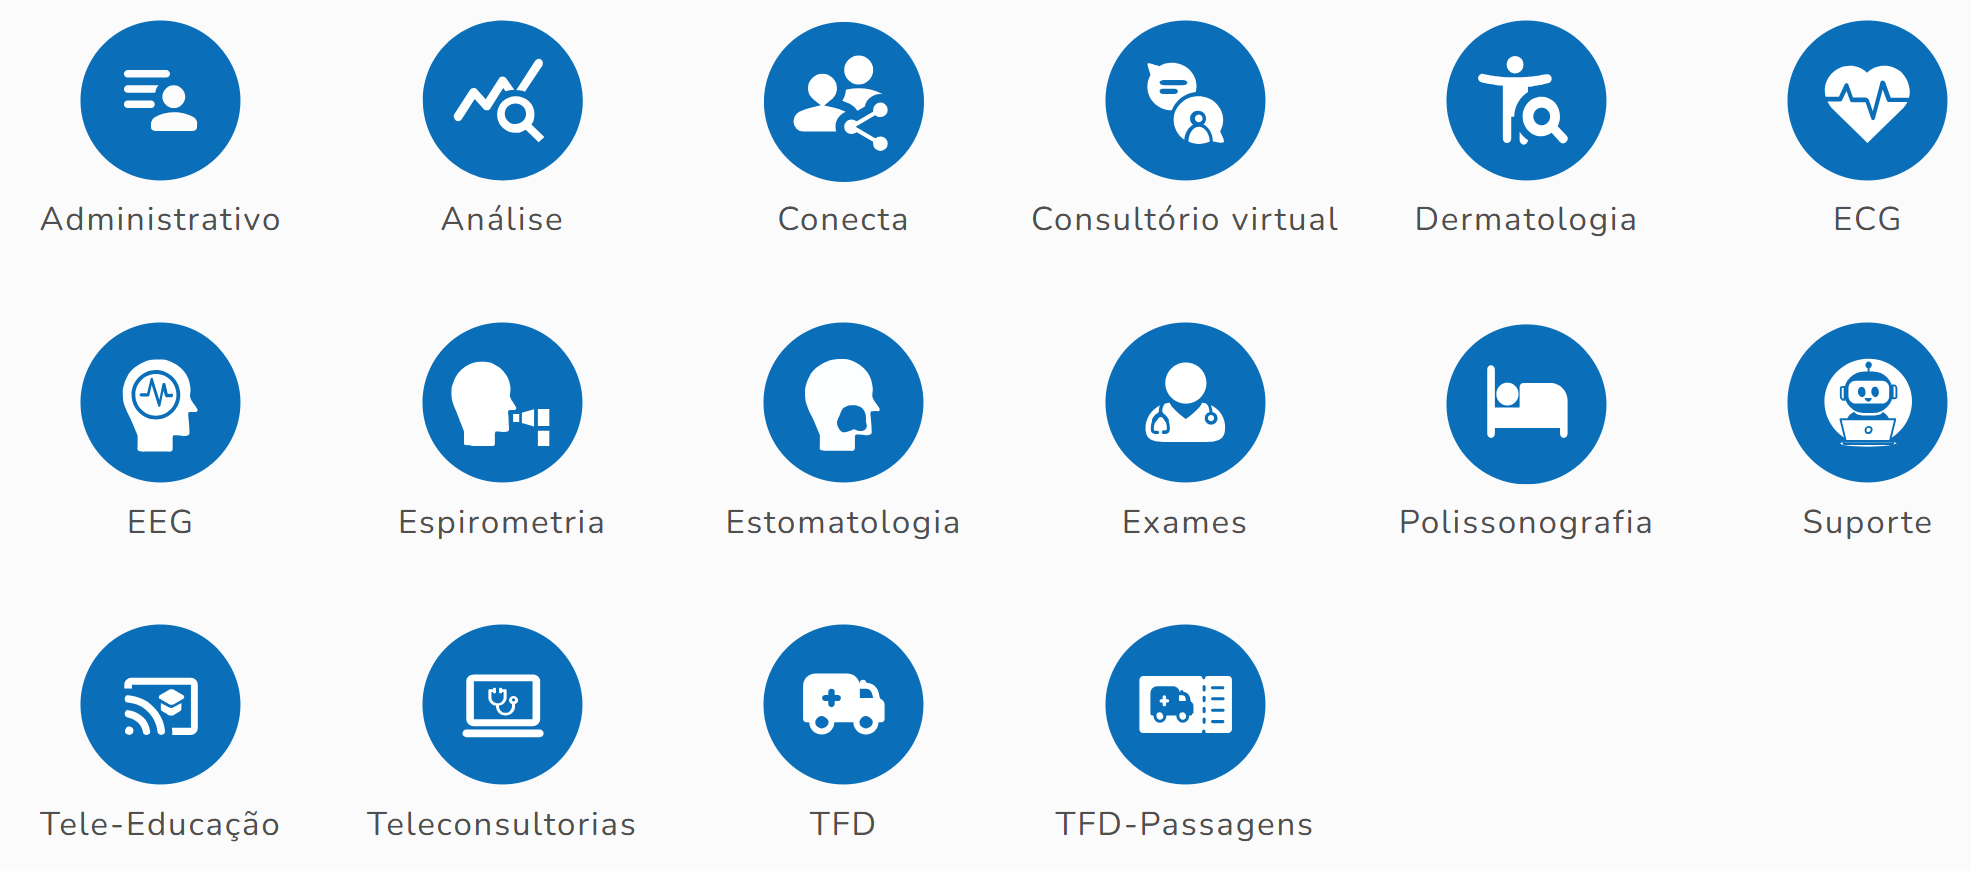 Administrativo
Análise
Conecta
Consultório virtual
Dermatologia
ECG
EEG
Espirometria
Estomatologia
Exames
Polissonografia
Suporte
Tele-Educação
Teleconsultorias
TFD
TFD-Passagens